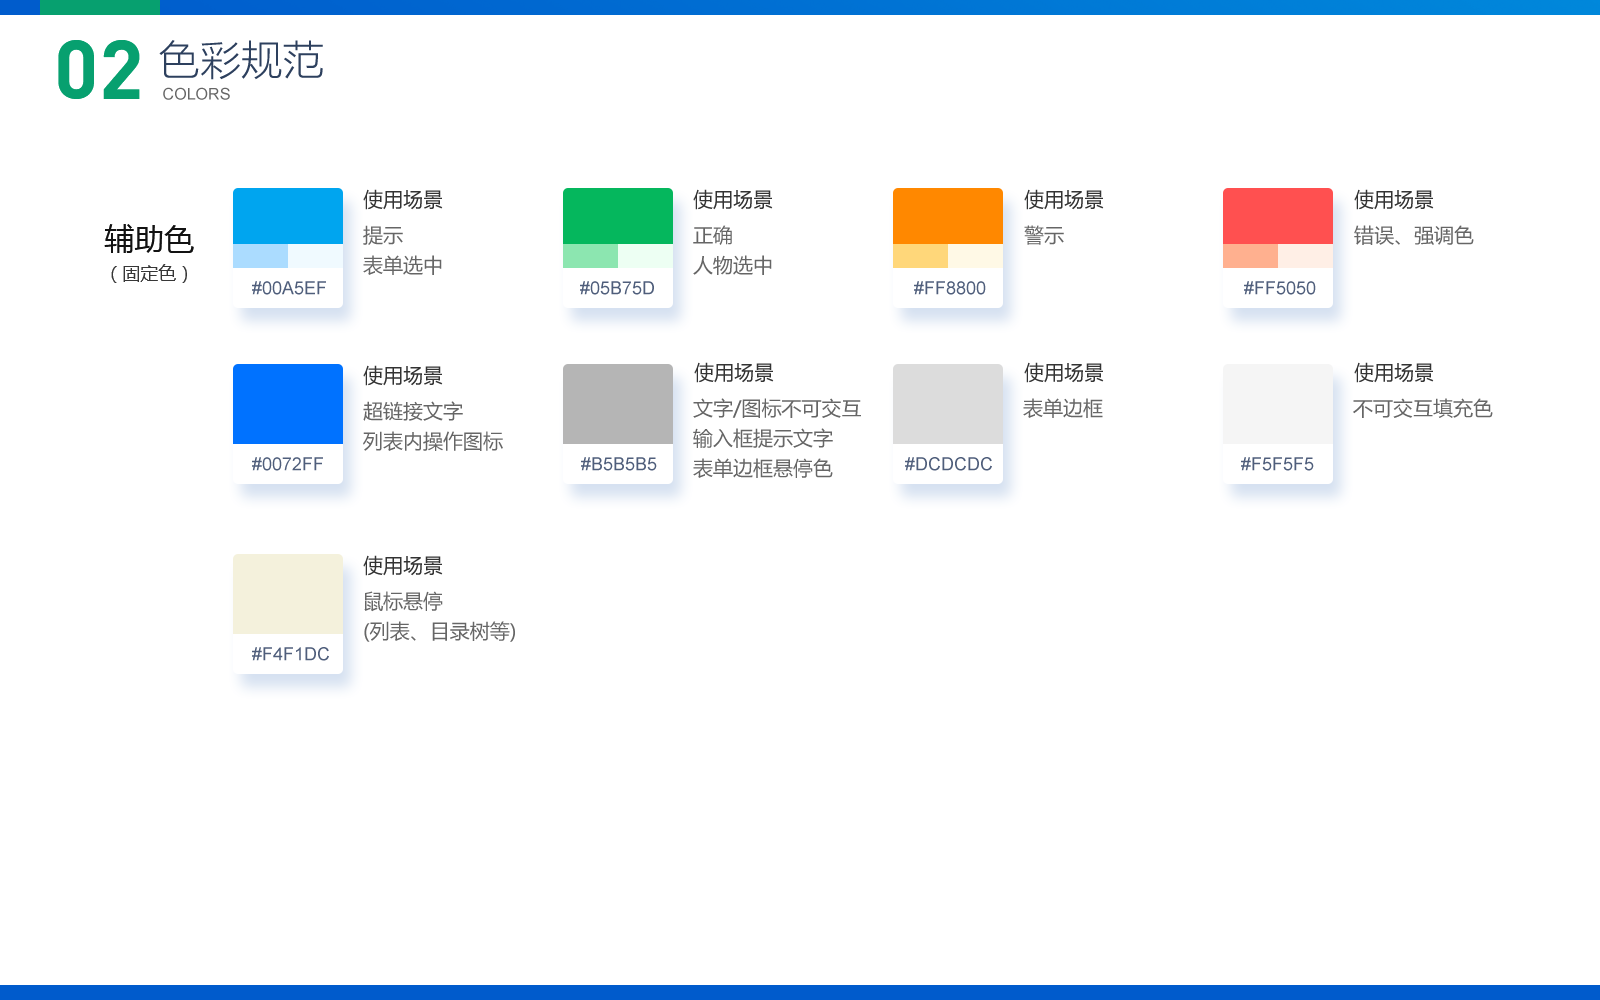 02 色彩规范
COLORS
辅助色
( 固定色 )
#00A5EF
使用场景
提示
表单选中
#05B75D
使用场景
正确
人物选中
#FF8800
使用场景
警示
#FF5050
使用场景
错误、强调色
#0072FF
使用场景
超链接文字
列表内操作图标
#B5B5B5
使用场景
文字/图标不可交互
输入框提示文字
表单边框悬停色
#DCDCDC
使用场景
表单边框
#F5F5F5
使用场景
不可交互填充色
#F4F1DC
使用场景
鼠标悬停
(列表、目录树等)